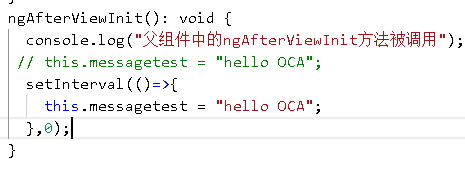 ngAfterViewInit(): void {
console.log("父组件中的ngAfterViewInit方法被调用");
// this.messagetest = "hello OCA";
setInterval(()=>{
this.messagetest = "hello OCA";
},0);
}